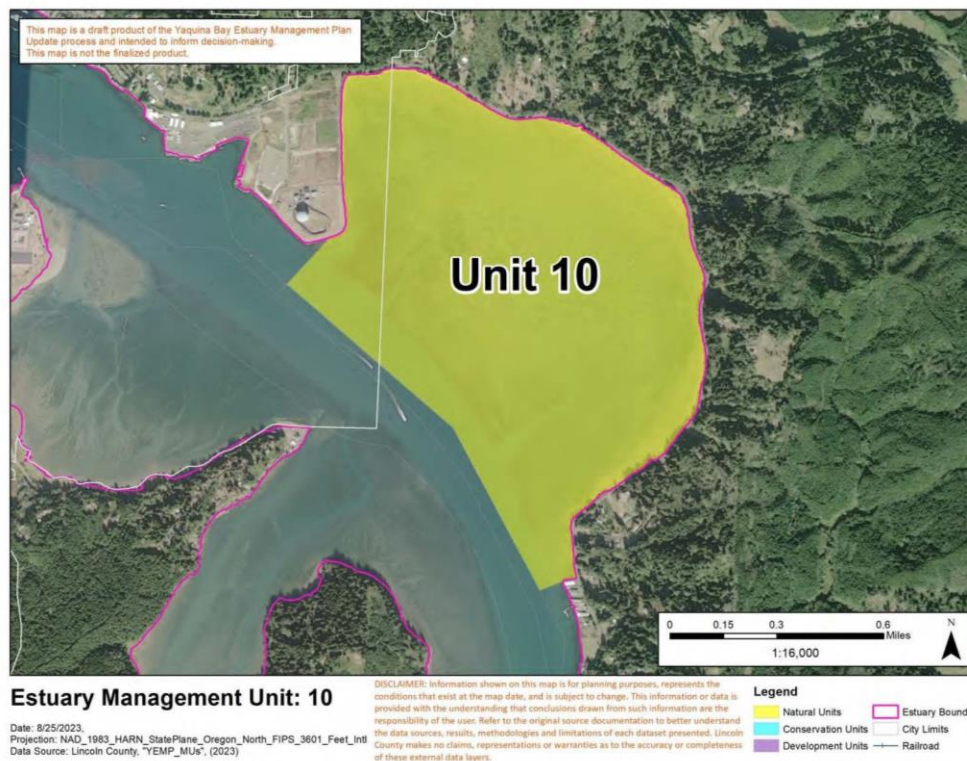 This map is a draft product of the Yaquina Bay Estuary Management Plan
Update process and intended to inform decision-making.
This map is not the finalized product.
Unit 10
0 0.15 0.3 0.6
Miles
1:16,000
N
Estuary Management Unit: 10
Date: 8/25/2023,
Projection: NAD_1983_HARN_StatePlane_Oregon_North_FIPS_3601_Feet_Intl
Data Source: Lincoln County, "YEMP_MUs", (2023)
DISCLAIMER: Information shown on this map is for planning purposes, represents the
conditions that exist at the map date, and is subject to change. This information or data is
provided with the understanding that conclusions drawn from such information are the
responsibility of the user. Refer to the original source documentation to better understand
the data sources, results, methodologies and limitations of each dataset presented. Lincoln
County makes no claims, representations or warranties as to the accuracy or completeness
of these external data layers.
Legend
Natural Units
Conservation Units
Development Units
Estuary Bound
City Limits
Railroad